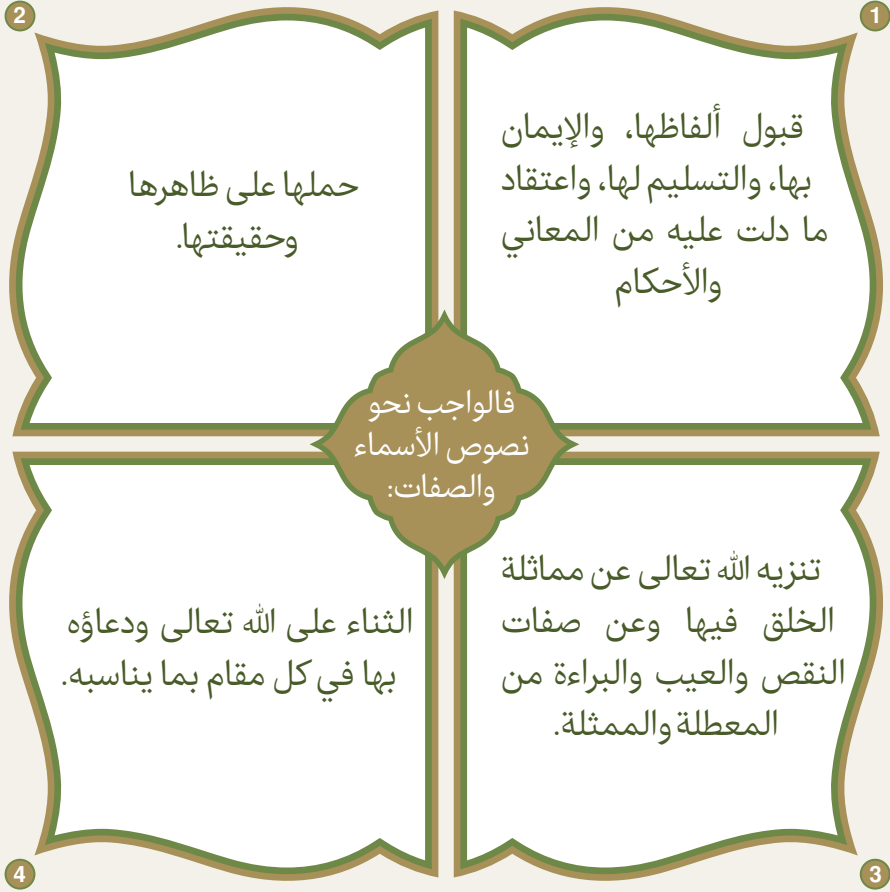 فالواجب نحو
نصوص الأسماء
والصفات:
1
قبول ألفاظها، والإيمان
بها، والتسليم لها، واعتقاد
ما دلت عليه من المعاني
والأحكام
2
حملها على ظاهرها
وحقيقتها.
3
تنزيه الله تعالى عن مماثلة
الخلق فيها وعن صفات
النقص والعيب والبراءة من
المعطلة والممثلة.
4
الثناء على الله تعالى ودعاؤه
بها في كل مقام بما يناسبه.